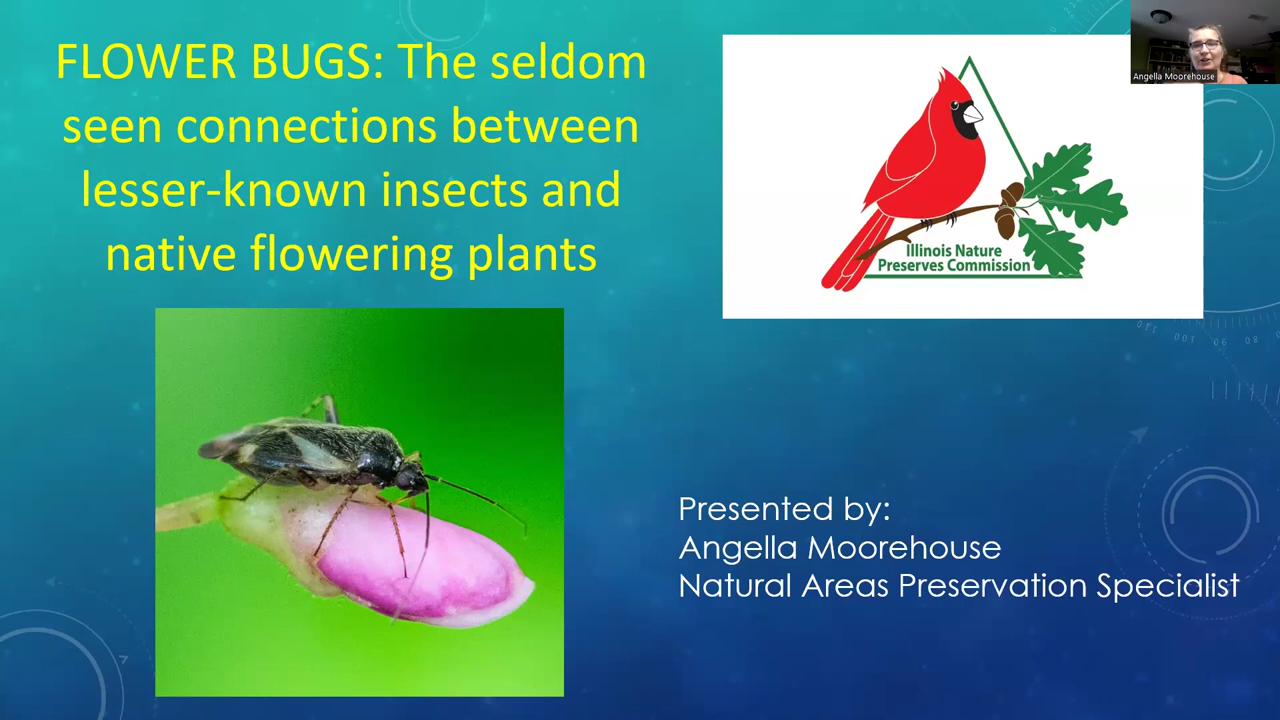 FLOWER BUGS: The seldom
seen connections between
lesser-known insects and
native flowering plants
Angella Moorehouse
Illinois Nature
Preserves Commission
Presented by:
Angella Moorehouse
Natural Areas Preservation Specialist